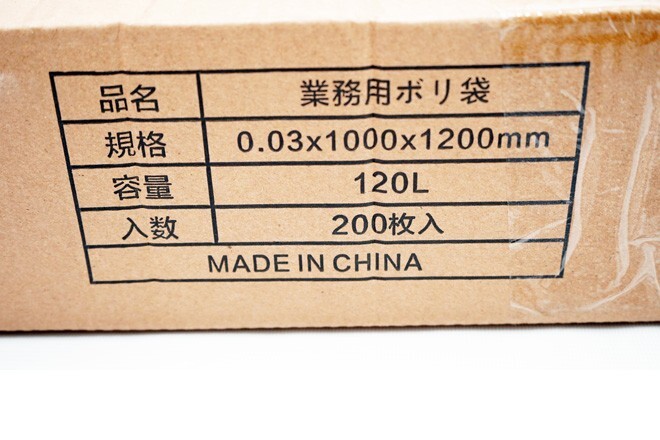 品名 業務用ボリ袋
規格 0.03x1000x1200mm
容量 120L
入数 200枚入
MADE IN CHINA